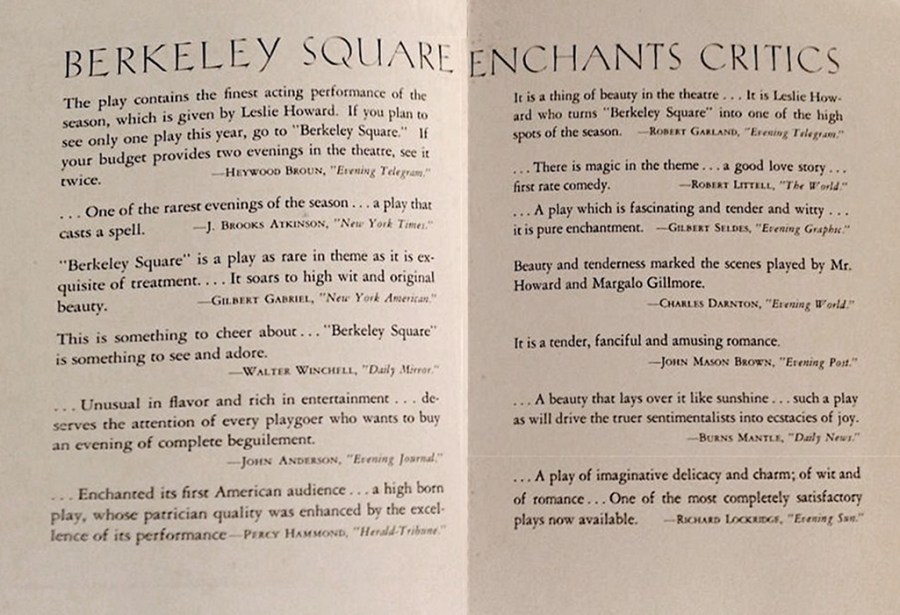 BERKELEY SQUARE ENCHANTS CRITICS
The play contains the finest acting performance of the
season, which is given by Leslie Howard. If you plan to
see only one play this year, go to "Berkeley Square." If
your budget provides two evenings in the theatre, see it
twice. —HEYWOOD BROUN, "Evening Telegram."
. . . One of the rarest evenings of the season . . . a play that
casts a spell. —J. BROOKS ATKINSON, "New York Times."
"Berkeley Square" is a play as rare in theme as it is ex-
quisite of treatment. . . . It soars to high wit and original
beauty. —GILBERT GABRIEL, "New York American."
This is something to cheer about . . . "Berkeley Square"
is something to see and adore.
—WALTER WINCHELL, "Daily Mirror."
. . . Unusual in flavor and rich in entertainment . . . de-
serves the attention of every playgoer who wants to buy
an evening of complete beguilement.
—JOHN ANDERSON, "Evening Journal."
. . . Enchanted its first American audience . . . a high born
play, whose patrician quality was enhanced by the excel-
lence of its performance—PERCY HAMMOND, "Herald-Tribune."
It is a thing of beauty in the theatre . . . It is Leslie How-
ard who turns "Berkeley Square" into one of the high
spots of the season. —ROBERT GARLAND, "Evening Telegram."
. . . There is magic in the theme . . . a good love story . . .
first rate comedy. —ROBERT LITTELL, "The World."
. . . A play which is fascinating and tender and witty . . .
it is pure enchantment. —GILBERT SELDES, "Evening Graphic."
Beauty and tenderness marked the scenes played by Mr.
Howard and Margalo Gillmore.
—CHARLES DARNTON, "Evening World."
It is a tender, fanciful and amusing romance.
—JOHN MASON BROWN, "Evening Post."
. . . A beauty that lays over it like sunshine . . . such a play
as will drive the truer sentimentalists into ecstacies of joy.
—BURNS MANTLE, "Daily News."
. . . A play of imaginative delicacy and charm; of wit and
of romance . . . One of the most completely satisfactory
plays now available. —RICHARD LOCKRIDGE, "Evening Sun."